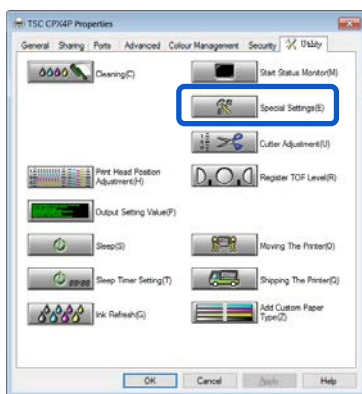 TSC CPX4P Properties
General Sharing Ports Advanced Colour Management Security Utility
Cleaning(C)
Start Status Monitor(M)
Special Settings(E)
Cutter Adjustment(U)
Print Head Position
Adjustment(H)
Register TOF Level(R)
Output Setting Value(P)
Sleep(S)
Moving The Printer(O)
Sleep Timer Setting(T)
Shipping The Printer(G)
Ink Refresh(G)
Add Custom Paper
Type(Z)
OK Cancel Apply Help